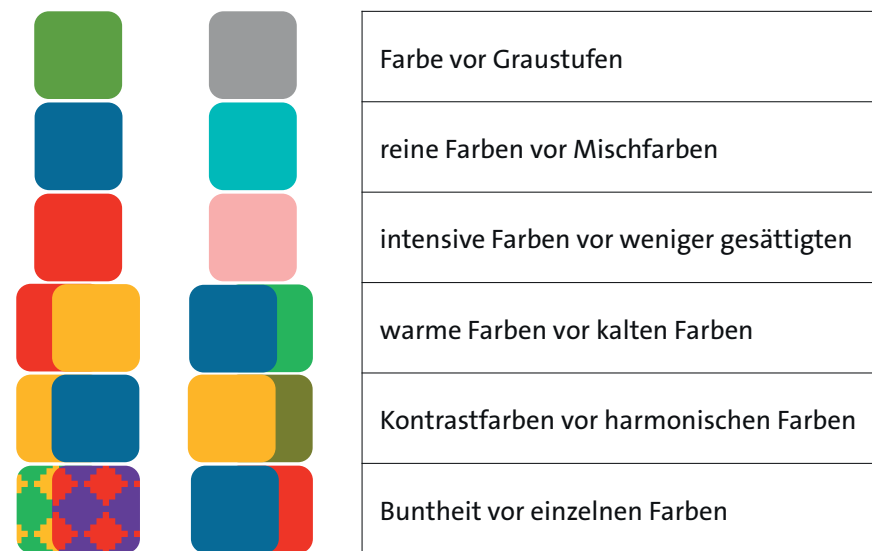 Farbe vor Graustufen
reine Farben vor Mischfarben
intensive Farben vor weniger gesättigten
warme Farben vor kalten Farben
Kontrastfarben vor harmonischen Farben
Buntheit vor einzelnen Farben